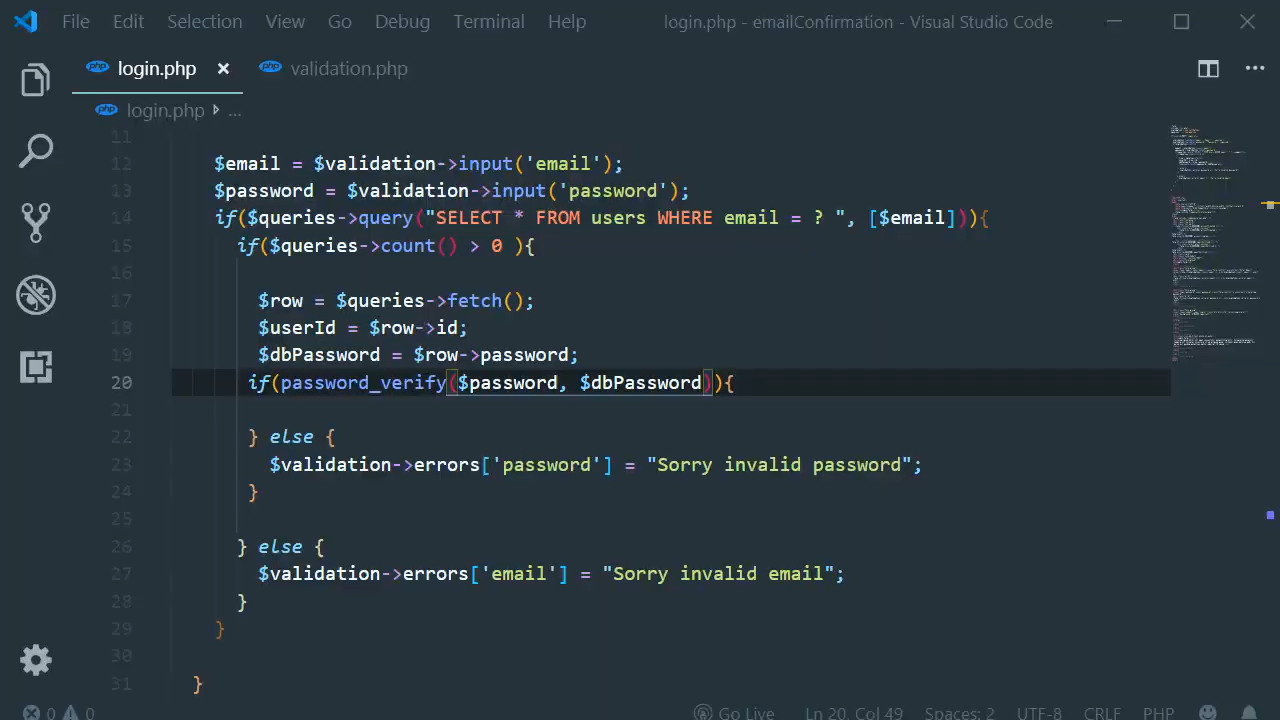 File Edit Selection View Go Debug Terminal Help login.php - emailConfirmation - Visual Studio Code
php login.php × php validation.php
php login.php ...
11
12 $email = $validation->input('email');
13 $password = $validation->input('password');
14 if($queries->query("SELECT * FROM users WHERE email = ? ", [$email])){
15 if($queries->count() > 0 ){
16
17 $row = $queries->fetch();
18 $userId = $row->id;
19 $dbPassword = $row->password;
20 if(password_verify($password, $dbPassword)){
21
22 } else {
23 $validation->errors['password'] = "Sorry invalid password";
24 }
25
26 } else {
27 $validation->errors['email'] = "Sorry invalid email";
28 }
29 }
30
31 }
0 0 Go Live Ln 20, Col 49 Spaces: 2 UTF-8 CRLF PHP